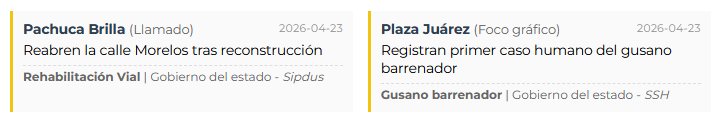 Pachuca Brilla (Llamado) 2026-04-23
Reabren la calle Morelos tras reconstrucción
Rehabilitación Vial | Gobierno del estado - Sipdus
Plaza Juárez (Foco gráfico) 2026-04-23
Registran primer caso humano del gusano
barrenador
Gusano barrenador | Gobierno del estado - SSH